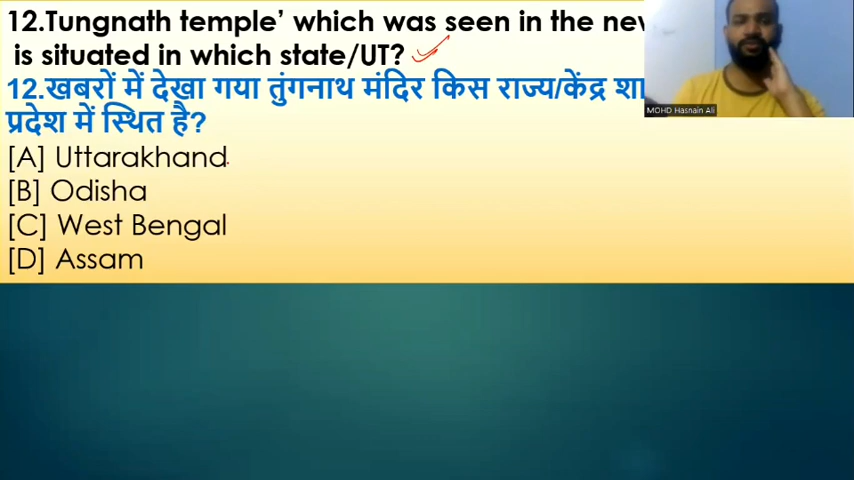 12.Tungnath temple’ which was seen in the
is situated in which state/UT?
12.खबरों में देखा गया तुंगनाथ मंदिर किस राज्य/केंद्र
प्रदेश में स्थित है?
[A] Uttarakhand
[B] Odisha
[C] West Bengal
[D] Assam
MOHD Hasnain Ali